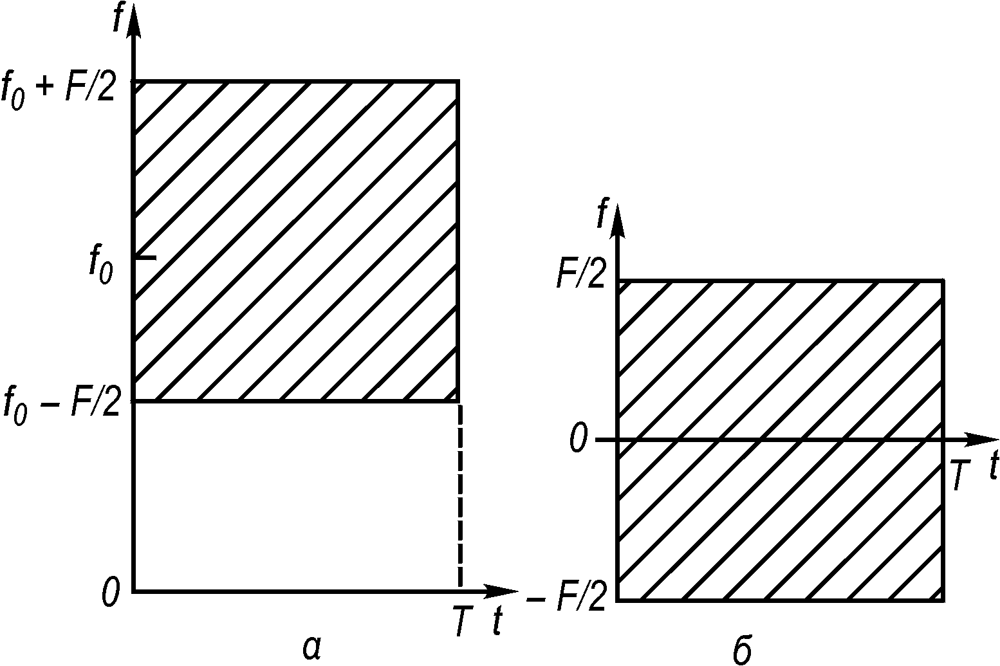 f
f₀ + F/2
f₀
f₀ – F/2
0
T t
а
f
F/2
0
T t
– F/2
б